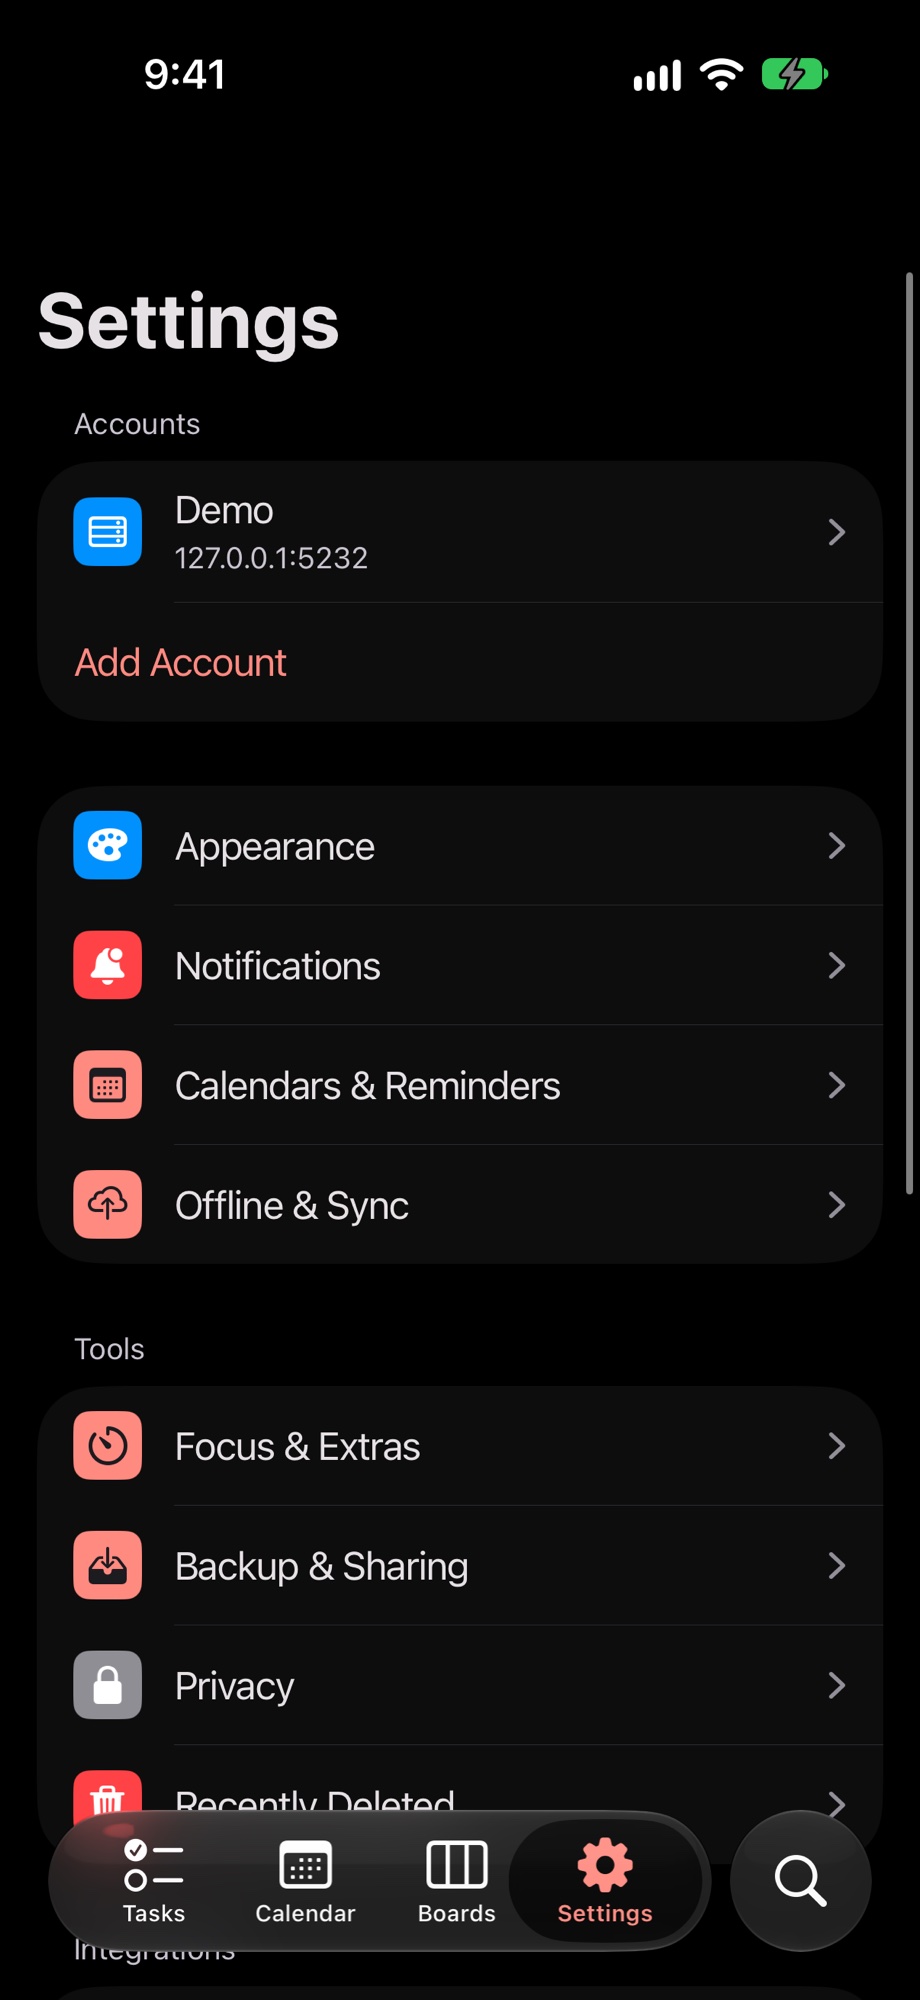 9:41
Settings
Accounts
Demo
127.0.0.1:5232
Add Account
Appearance
Notifications
Calendars & Reminders
Offline & Sync
Tools
Focus & Extras
Backup & Sharing
Privacy
Recently Deleted
Tasks
Calendar
Boards
Settings
Integrations